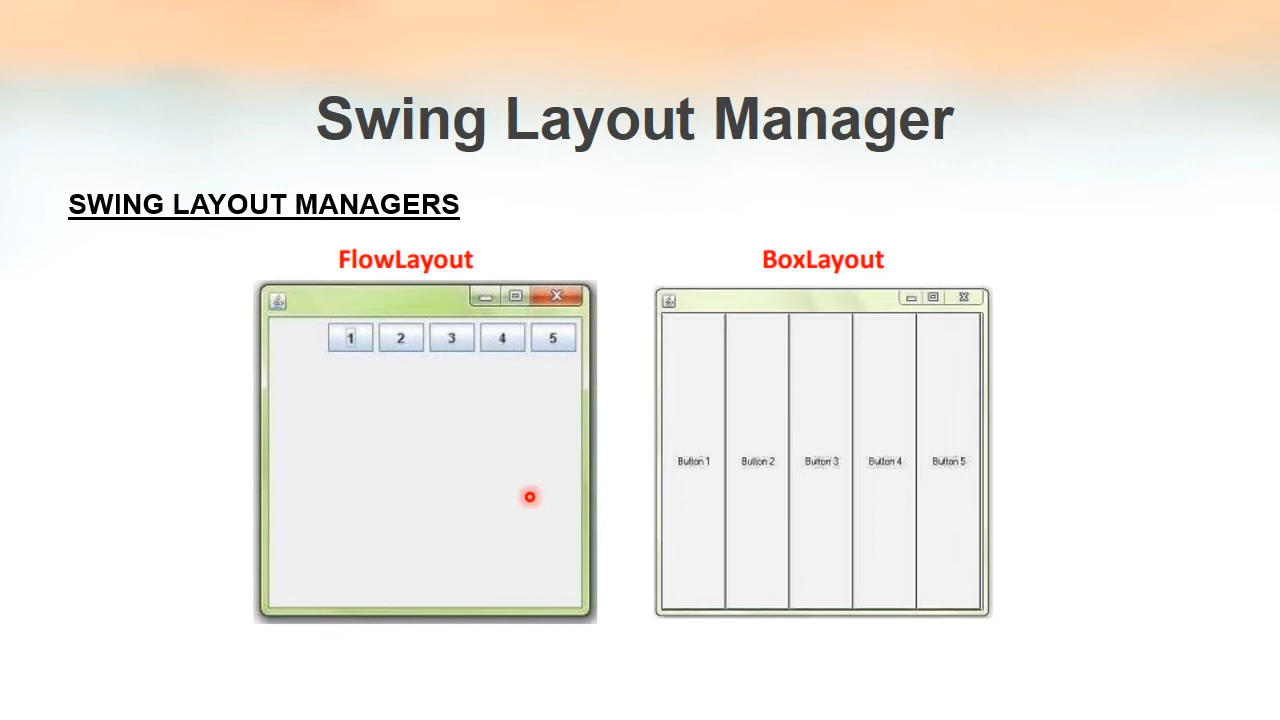 Swing Layout Manager
SWING LAYOUT MANAGERS
FlowLayout
BoxLayout
1 2 3 4 5
Button 1 Button 2 Button 3 Button 4 Button 5